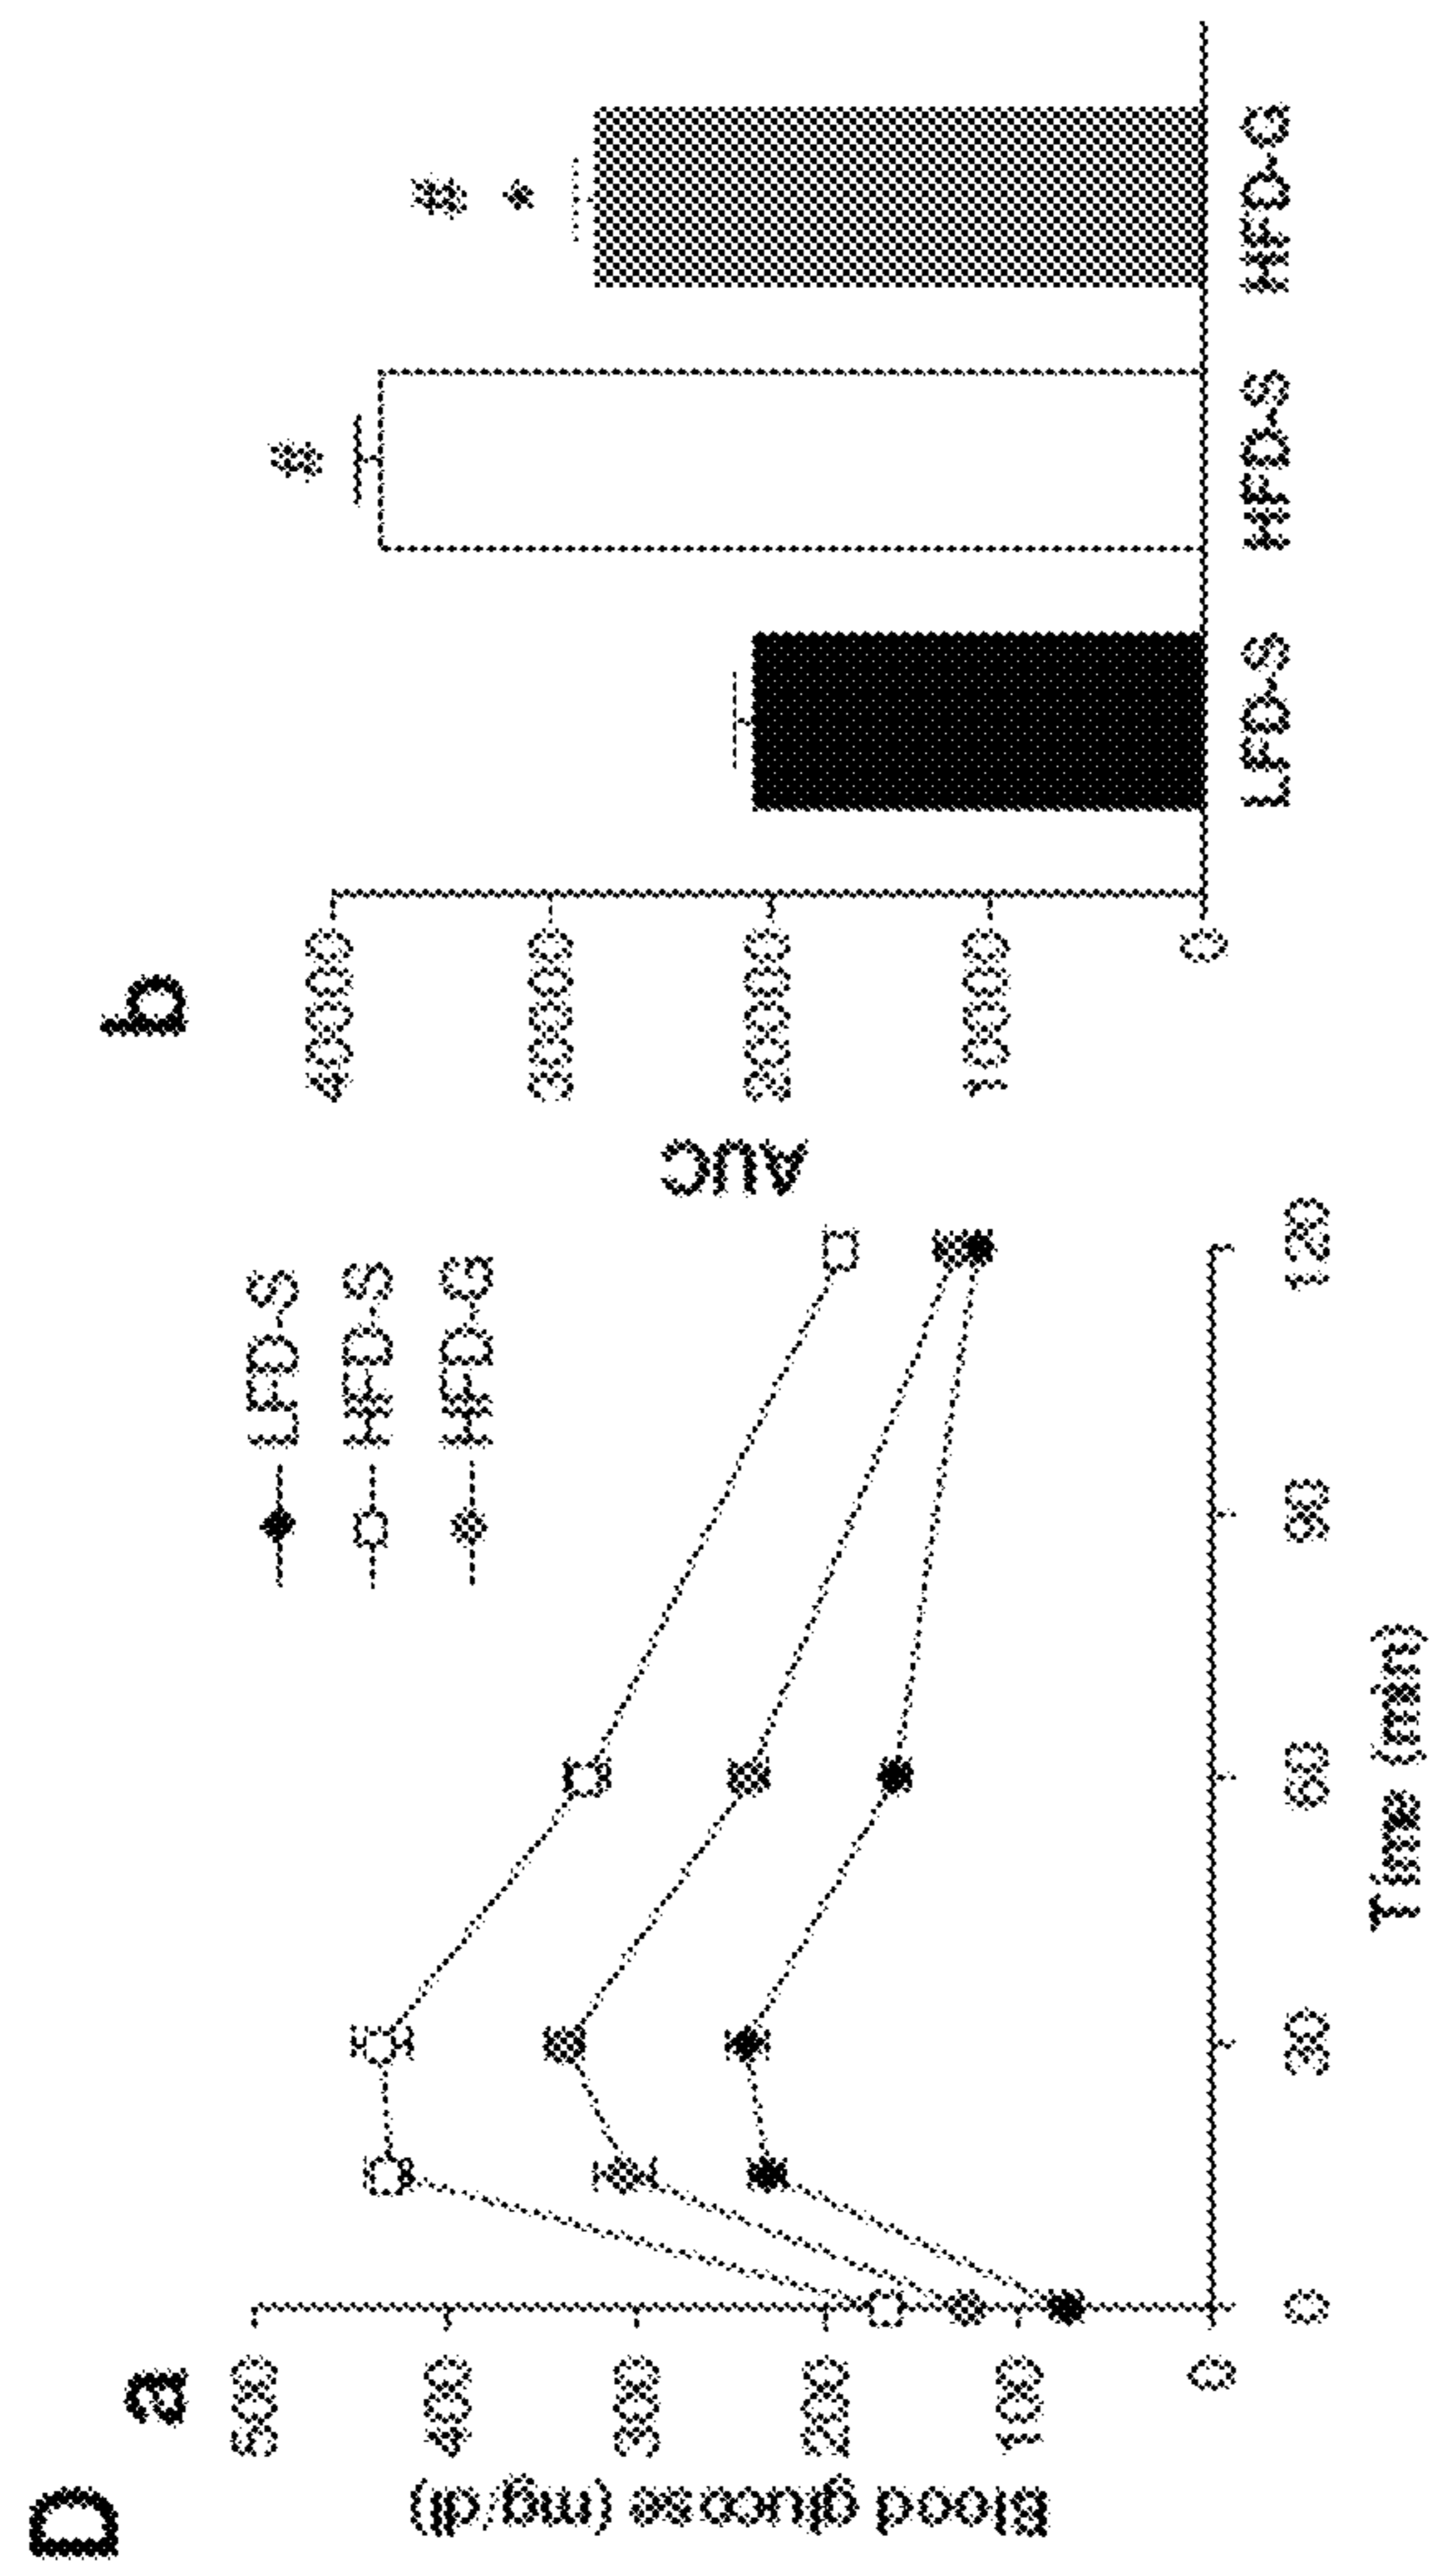 D
a
Blood glucose (mg/dl)
500
400
300
200
100
0
0
30
60
90
120
Time (min)
LFD-S
HFD-S
HFD-G
b
AUC
40000
30000
20000
10000
0
#
#
*
LFD-S
HFD-S
HFD-G